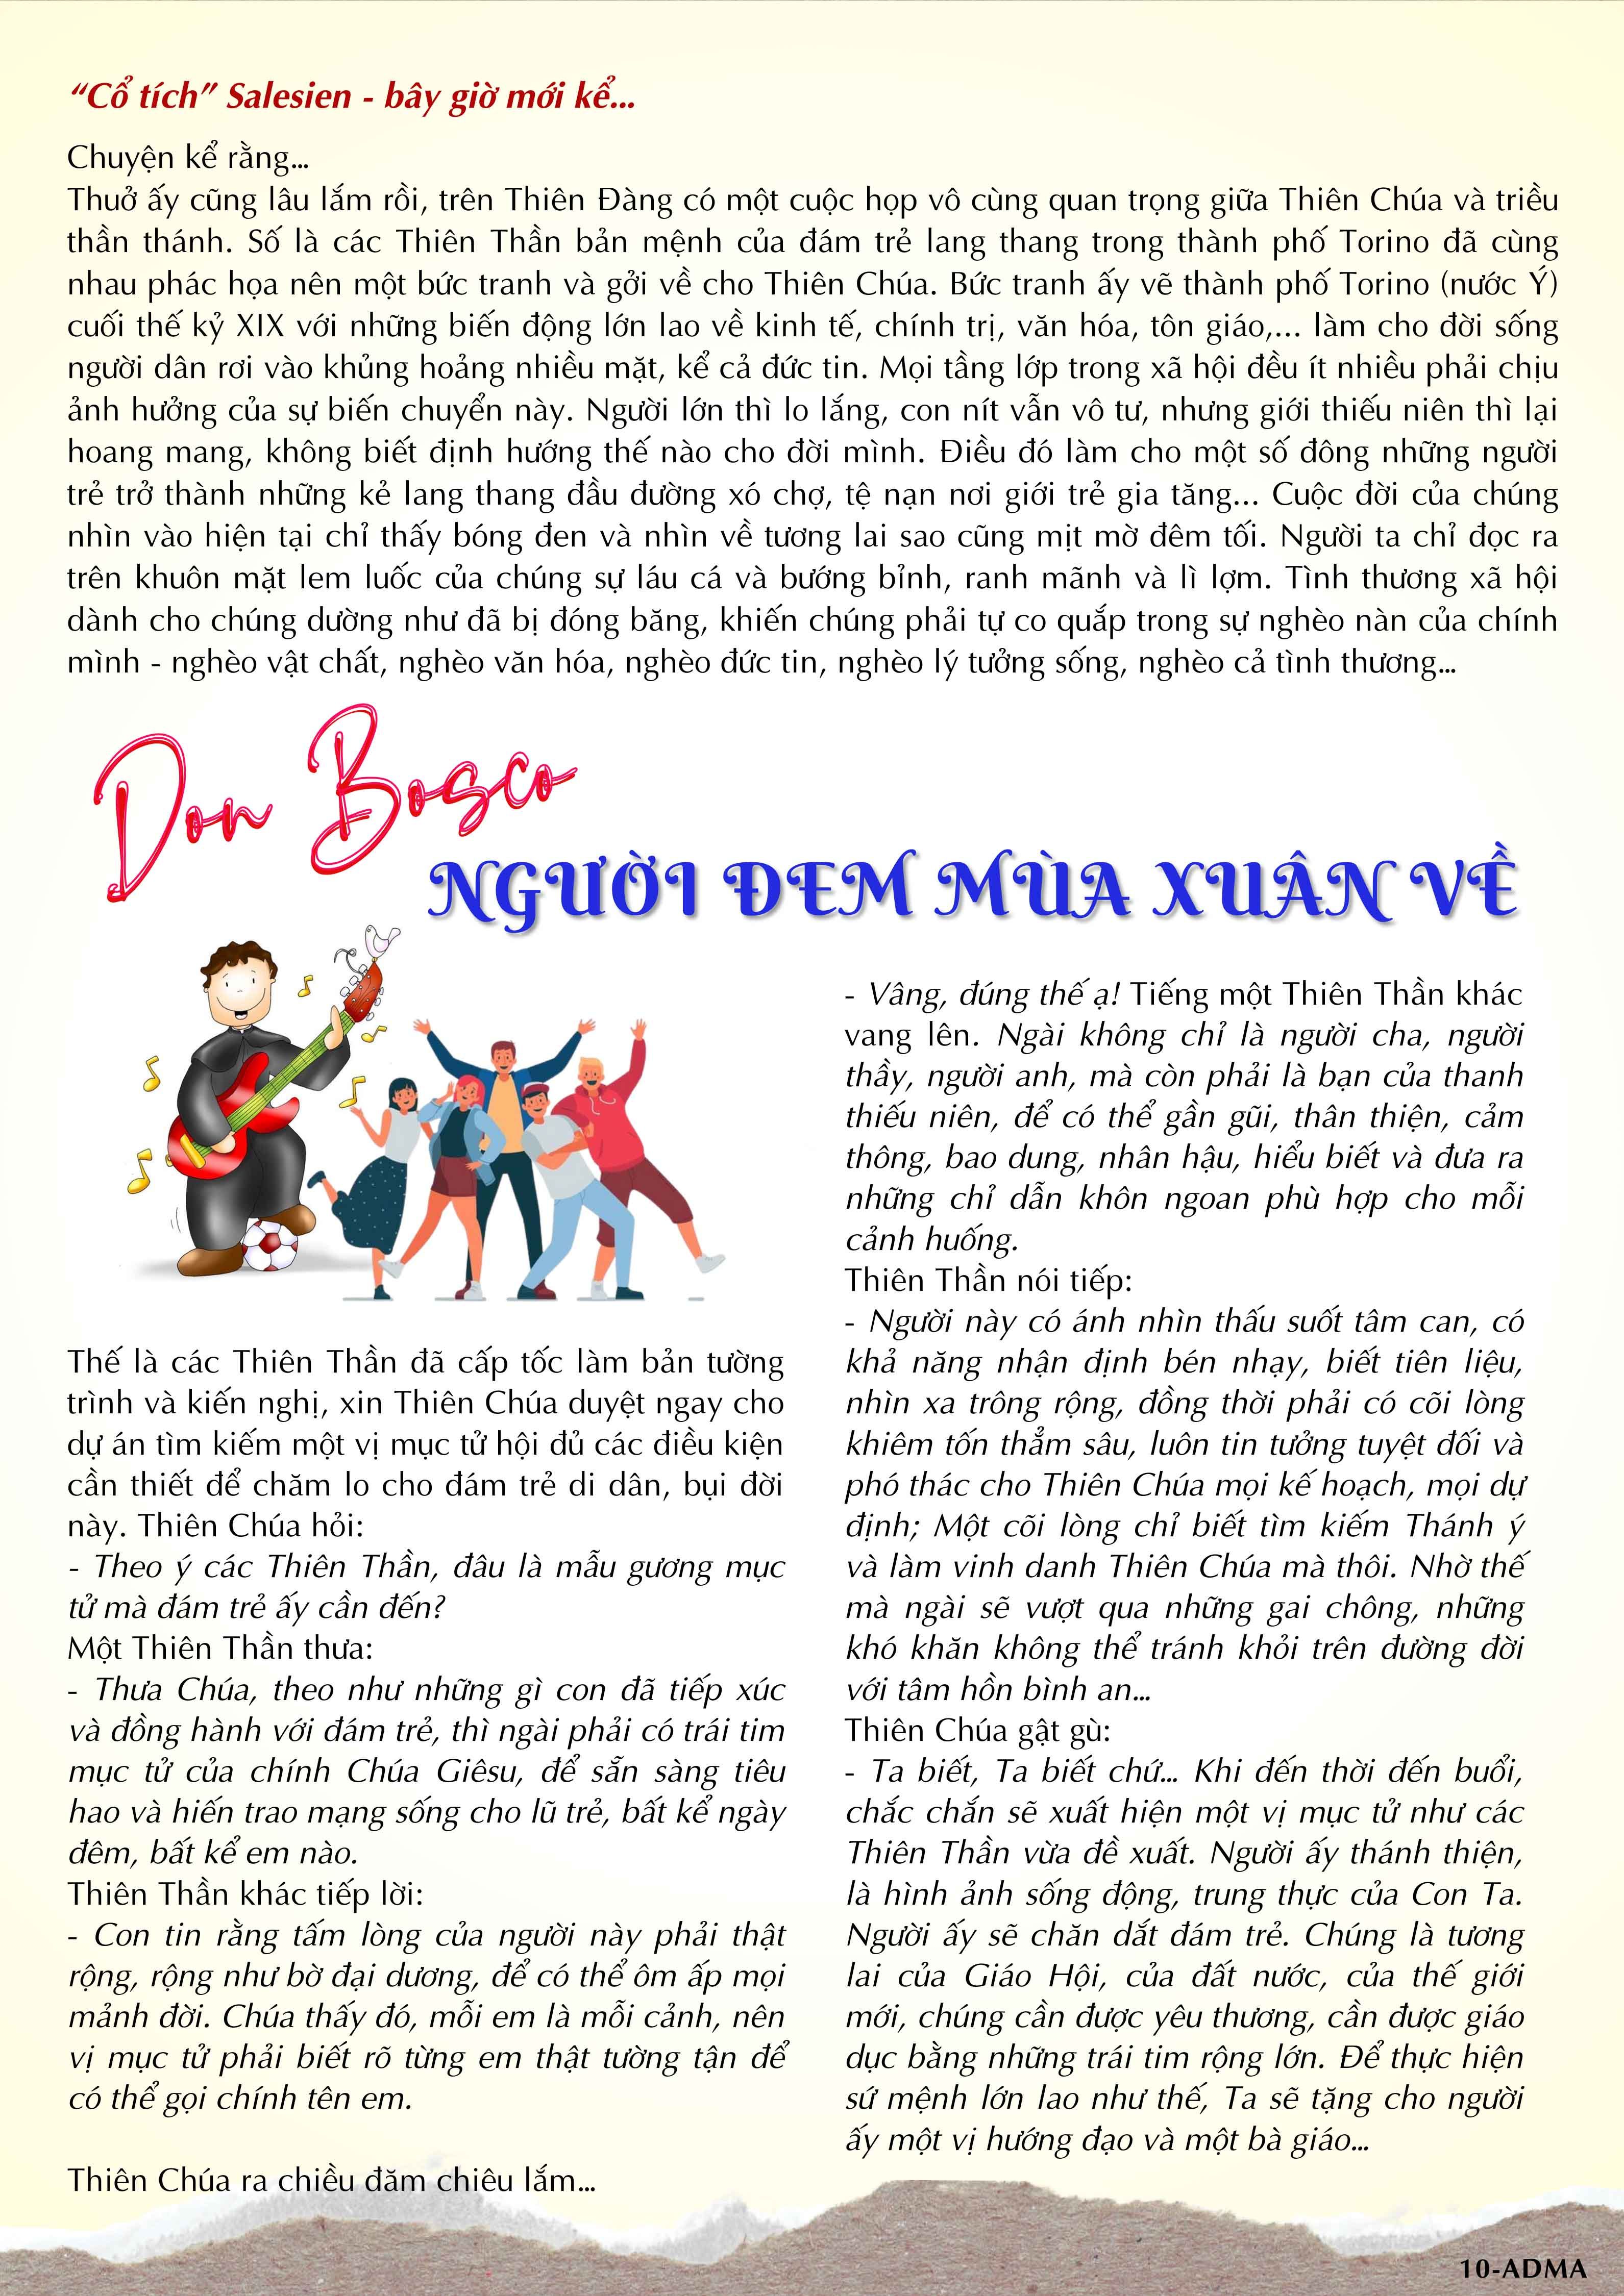 “Cổ tích” Salesien - bây giờ mới kể...
Chuyện kể rằng...
Thuở ấy cũng lâu lắm rồi, trên Thiên Đàng có một cuộc họp vô cùng quan trọng giữa Thiên Chúa và triều
thần thánh. Số là các Thiên Thần bản mệnh của đám trẻ lang thang trong thành phố Torino đã cùng
nhau phác họa nên một bức tranh và gởi về cho Thiên Chúa. Bức tranh ấy vẽ thành phố Torino (nước Ý)
cuối thế kỷ XIX với những biến động lớn lao về kinh tế, chính trị, văn hóa, tôn giáo,... làm cho đời sống
người dân rơi vào khủng hoảng nhiều mặt, kể cả đức tin. Mọi tầng lớp trong xã hội đều ít nhiều phải chịu
ảnh hưởng của sự biến chuyển này. Người lớn thì lo lắng, con nít vẫn vô tư, nhưng giới thiếu niên thì lại
hoang mang, không biết định hướng thế nào cho đời mình. Điều đó làm cho một số đông những người
trẻ trở thành những kẻ lang thang đầu đường xó chợ, tệ nạn nơi giới trẻ gia tăng... Cuộc đời của chúng
nhìn vào hiện tại chỉ thấy bóng đen và nhìn về tương lai sao cũng mịt mờ đêm tối. Người ta chỉ đọc ra
trên khuôn mặt lem luốc của chúng sự láu cá và bướng bỉnh, ranh mãnh và lì lợm. Tình thương xã hội
dành cho chúng dường như đã bị đóng băng, khiến chúng phải tự co quắp trong sự nghèo nàn của chính
mình - nghèo vật chất, nghèo văn hóa, nghèo đức tin, nghèo lý tưởng sống, nghèo cả tình thương...
Don Bosco
NGƯỜI ĐEM MÙA XUÂN VỀ
Thế là các Thiên Thần đã cấp tốc làm bản tường
trình và kiến nghị, xin Thiên Chúa duyệt ngay cho
dự án tìm kiếm một vị mục tử hội đủ các điều kiện
cần thiết để chăm lo cho đám trẻ di dân, bụi đời
này. Thiên Chúa hỏi:
- Theo ý các Thiên Thần, đâu là mẫu gương mục
tử mà đám trẻ ấy cần đến?
Một Thiên Thần thưa:
- Thưa Chúa, theo như những gì con đã tiếp xúc
và đồng hành với đám trẻ, thì ngài phải có trái tim
mục tử của chính Chúa Giêsu, để sẵn sàng tiêu
hao và hiến trao mạng sống cho lũ trẻ, bất kể ngày
đêm, bất kể em nào.
Thiên Thần khác tiếp lời:
- Con tin rằng tấm lòng của người này phải thật
rộng, rộng như bờ đại dương, để có thể ôm ấp mọi
mảnh đời. Chúa thấy đó, mỗi em là mỗi cảnh, nên
vị mục tử phải biết rõ từng em thật tường tận để
có thể gọi chính tên em.
Thiên Chúa ra chiều đăm chiêu lắm...
- Vâng, đúng thế ạ! Tiếng một Thiên Thần khác
vang lên. Ngài không chỉ là người cha, người
thầy, người anh, mà còn phải là bạn của thanh
thiếu niên, để có thể gần gũi, thân thiện, cảm
thông, bao dung, nhân hậu, hiểu biết và đưa ra
những chỉ dẫn khôn ngoan phù hợp cho mỗi
cảnh huống.
Thiên Thần nói tiếp:
- Người này có ánh nhìn thấu suốt tâm can, có
khả năng nhận định bén nhạy, biết tiên liệu,
nhìn xa trông rộng, đồng thời phải có cõi lòng
khiêm tốn thẳm sâu, luôn tin tưởng tuyệt đối và
phó thác cho Thiên Chúa mọi kế hoạch, mọi dự
định; Một cõi lòng chỉ biết tìm kiếm Thánh ý
và làm vinh danh Thiên Chúa mà thôi. Nhờ thế
mà ngài sẽ vượt qua những gai chông, những
khó khăn không thể tránh khỏi trên đường đời
với tâm hồn bình an...
Thiên Chúa gật gù:
- Ta biết, Ta biết chứ... Khi đến thời đến buổi,
chắc chắn sẽ xuất hiện một vị mục tử như các
Thiên Thần vừa đề xuất. Người ấy thánh thiện,
là hình ảnh sống động, trung thực của Con Ta.
Người ấy sẽ chăn dắt đám trẻ. Chúng là tương
lai của Giáo Hội, của đất nước, của thế giới
mới, chúng cần được yêu thương, cần được giáo
dục bằng những trái tim rộng lớn. Để thực hiện
sứ mệnh lớn lao như thế, Ta sẽ tặng cho người
ấy một vị hướng đạo và một bà giáo...
10-ADMA